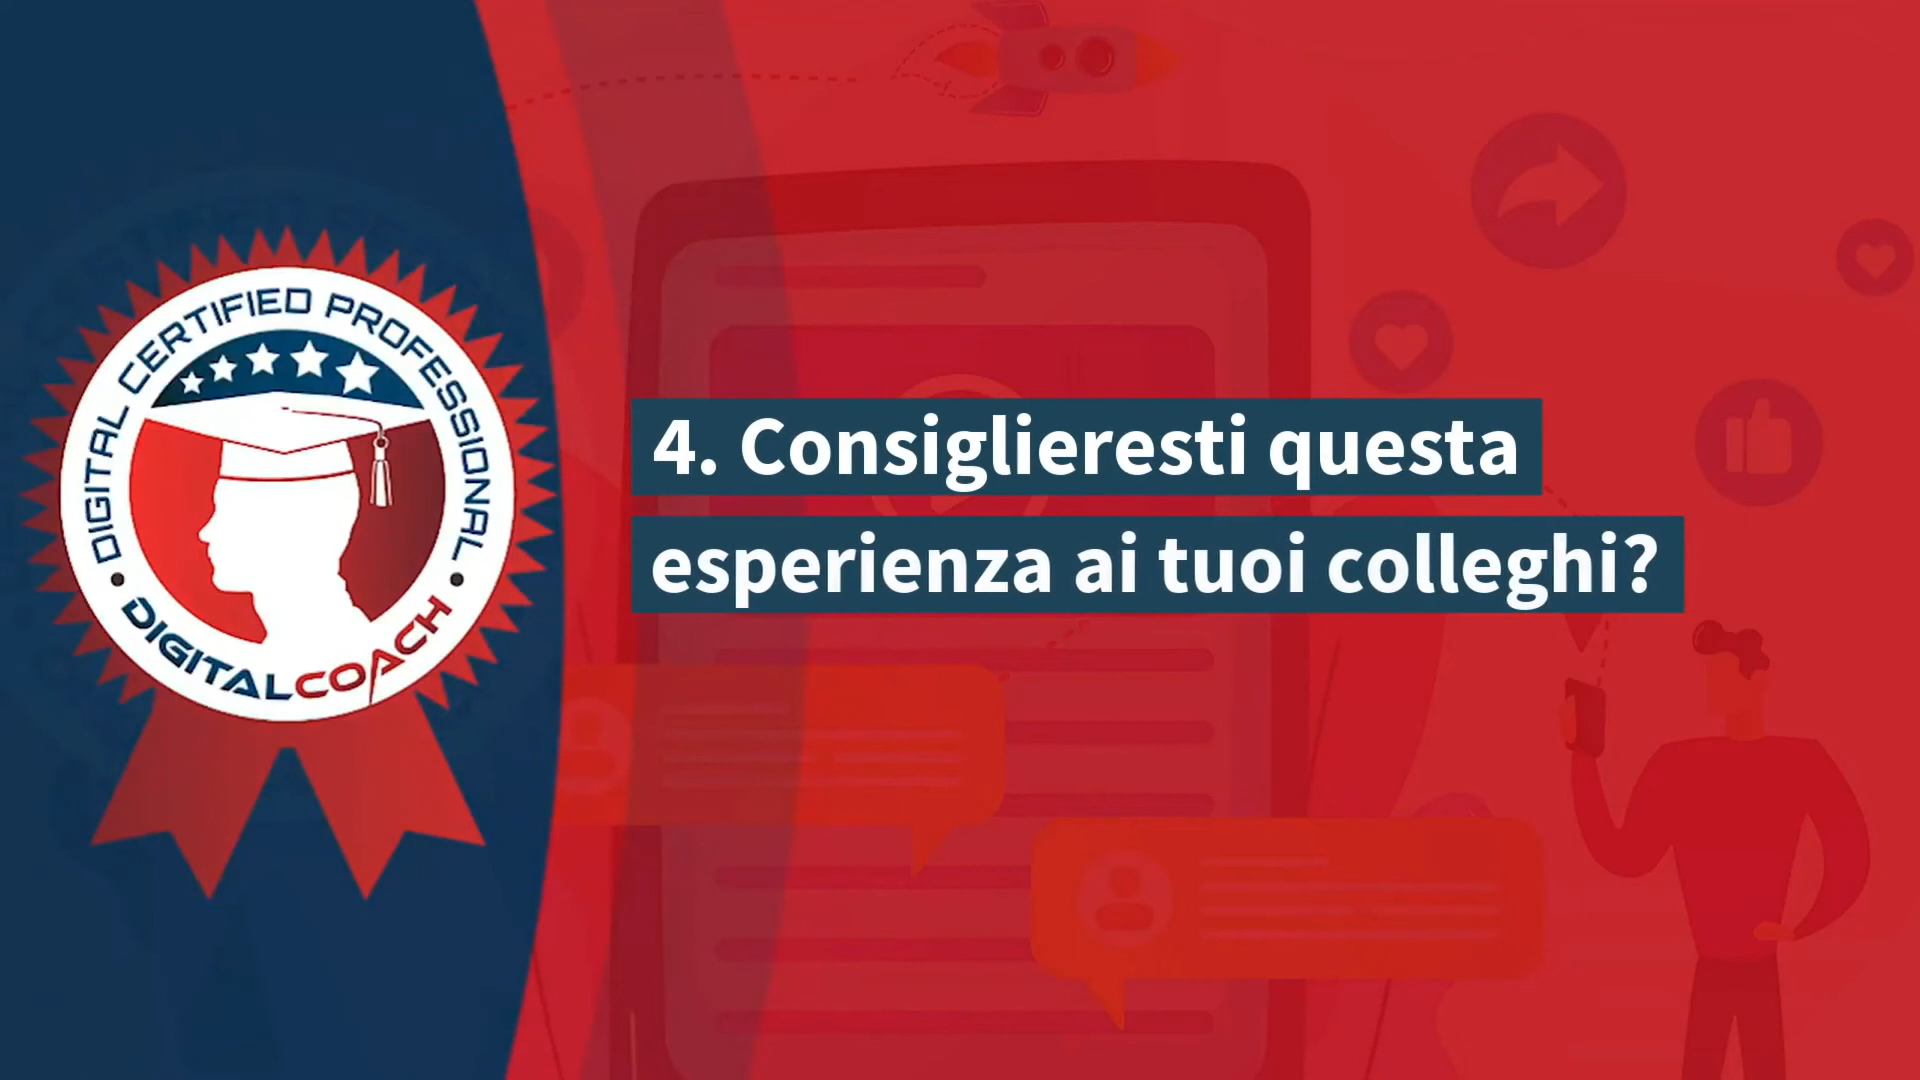 DIGITAL CERTIFIED PROFESSIONAL
DIGITALCOACH
4. Consiglieresti questa
esperienza ai tuoi colleghi?